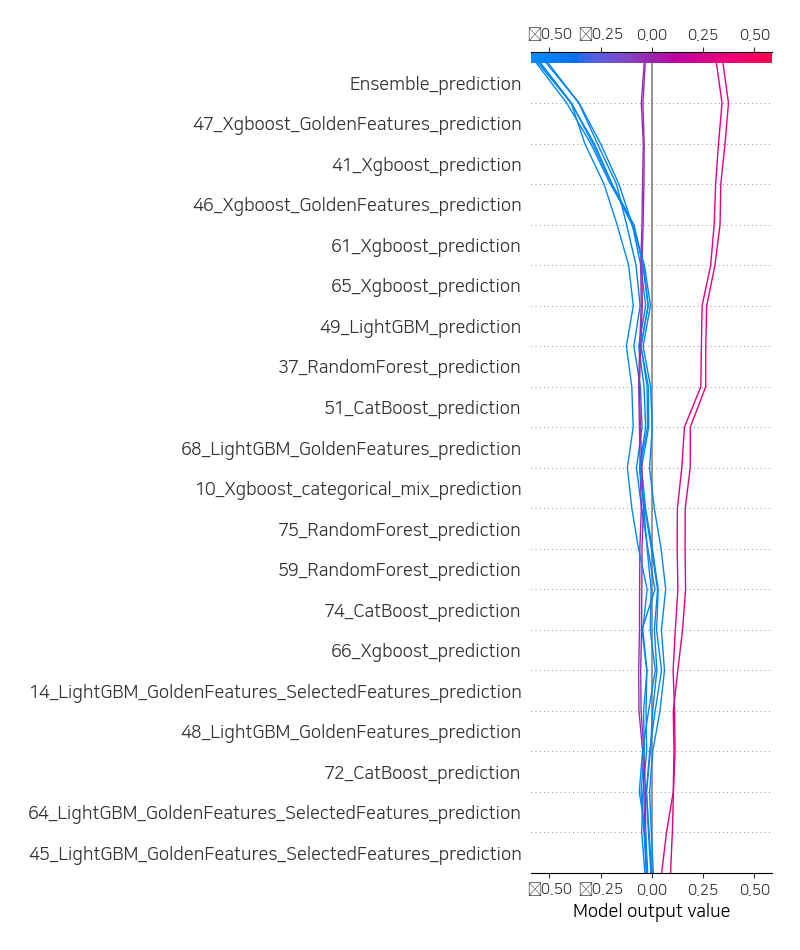 0.50 0.25 0.00 0.25 0.50
Ensemble_prediction
47_Xgboost_GoldenFeatures_prediction
41_Xgboost_prediction
46_Xgboost_GoldenFeatures_prediction
61_Xgboost_prediction
65_Xgboost_prediction
49_LightGBM_prediction
37_RandomForest_prediction
51_CatBoost_prediction
68_LightGBM_GoldenFeatures_prediction
10_Xgboost_categorical_mix_prediction
75_RandomForest_prediction
59_RandomForest_prediction
74_CatBoost_prediction
66_Xgboost_prediction
14_LightGBM_GoldenFeatures_SelectedFeatures_prediction
48_LightGBM_GoldenFeatures_prediction
72_CatBoost_prediction
64_LightGBM_GoldenFeatures_SelectedFeatures_prediction
45_LightGBM_GoldenFeatures_SelectedFeatures_prediction
0.50 0.25 0.00 0.25 0.50
Model output value